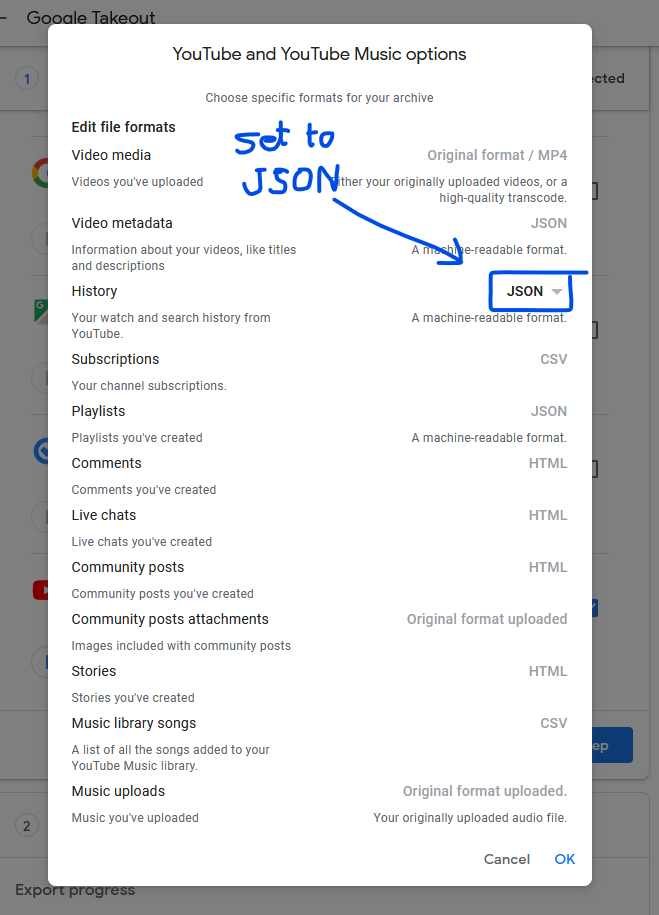 Google Takeout
YouTube and YouTube Music options
1
ected
Choose specific formats for your archive
Edit file formats
set to
JSON
Video media
Original format / MP4
Videos you've uploaded
Either your originally uploaded videos, or a
high-quality transcode.
Video metadata
JSON
Information about your videos, like titles
and descriptions
A machine-readable format.
History
JSON
Your watch and search history from
YouTube.
A machine-readable format.
Subscriptions
CSV
Your channel subscriptions.
Playlists
JSON
Playlists you've created
A machine-readable format.
Comments
HTML
Comments you've created
Live chats
HTML
Live chats you've created
Community posts
HTML
Community posts you've created
Community posts attachments
Original format uploaded
Images included with community posts
Stories
HTML
Stories you've created
Music library songs
CSV
A list of all the songs added to your
YouTube Music library.
ep
Music uploads
Original format uploaded.
Music you've uploaded
Your originally uploaded audio file.
2
Cancel
OK
Export progress